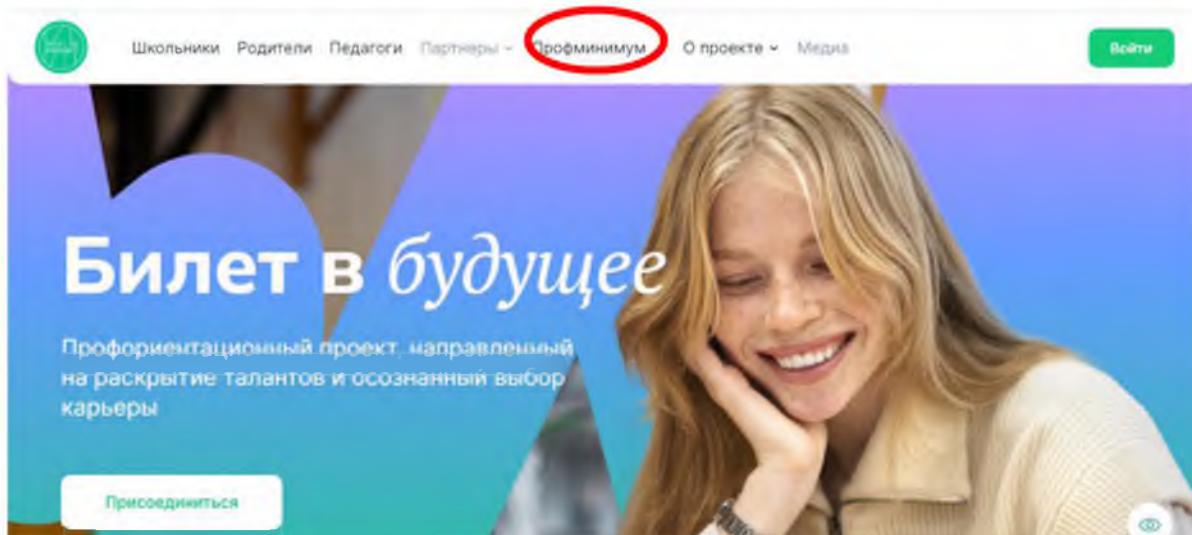 Школьники Родители Педагоги Партнеры Профминимум О проекте Медиа Войти
Билет в будущее
Профориентационный проект, направленный
на раскрытие талантов и осознанный выбор
карьеры
Присоединиться